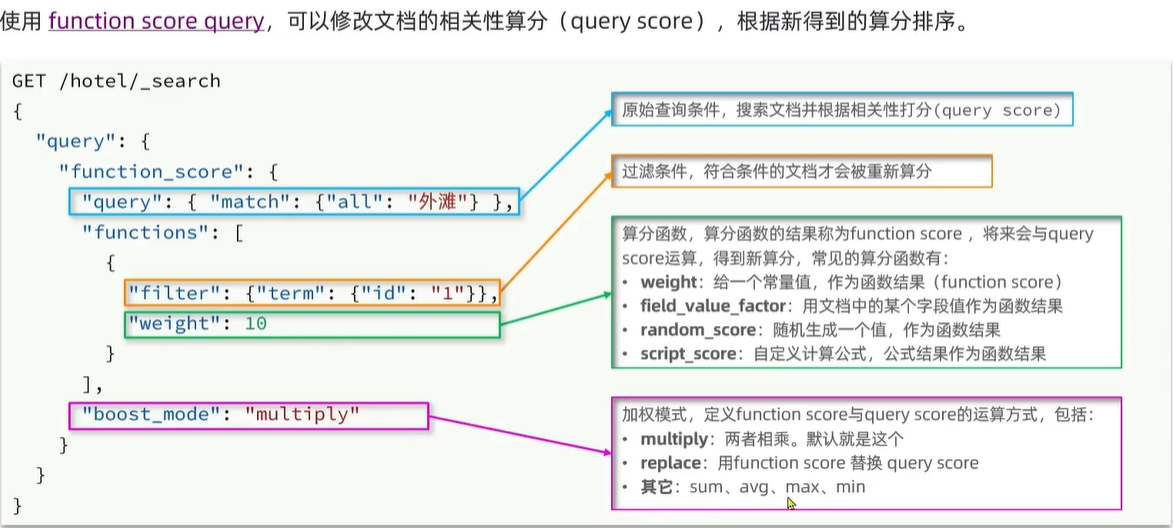 使用 function score query，可以修改文档的相关性算分（query score），根据新得到的算分排序。
GET /hotel/_search
{
"query": {
"function_score": {
"query": { "match": {"all": "外滩"} },
"functions": [
{
"filter": {"term": {"id": "1"}},
"weight": 10
}
],
"boost_mode": "multiply"
}
}
}
原始查询条件，搜索文档并根据相关性打分(query score)
过滤条件，符合条件的文档才会被重新算分
算分函数，算分函数的结果称为function score ，将来会与query
score运算，得到新算分，常见的算分函数有：
• weight：给一个常量值，作为函数结果（function score）
• field_value_factor：用文档中的某个字段值作为函数结果
• random_score：随机生成一个值，作为函数结果
• script_score：自定义计算公式，公式结果作为函数结果
加权模式，定义function score与query score的运算方式，包括：
• multiply：两者相乘。默认就是这个
• replace：用function score 替换 query score
• 其它：sum、avg、max、min